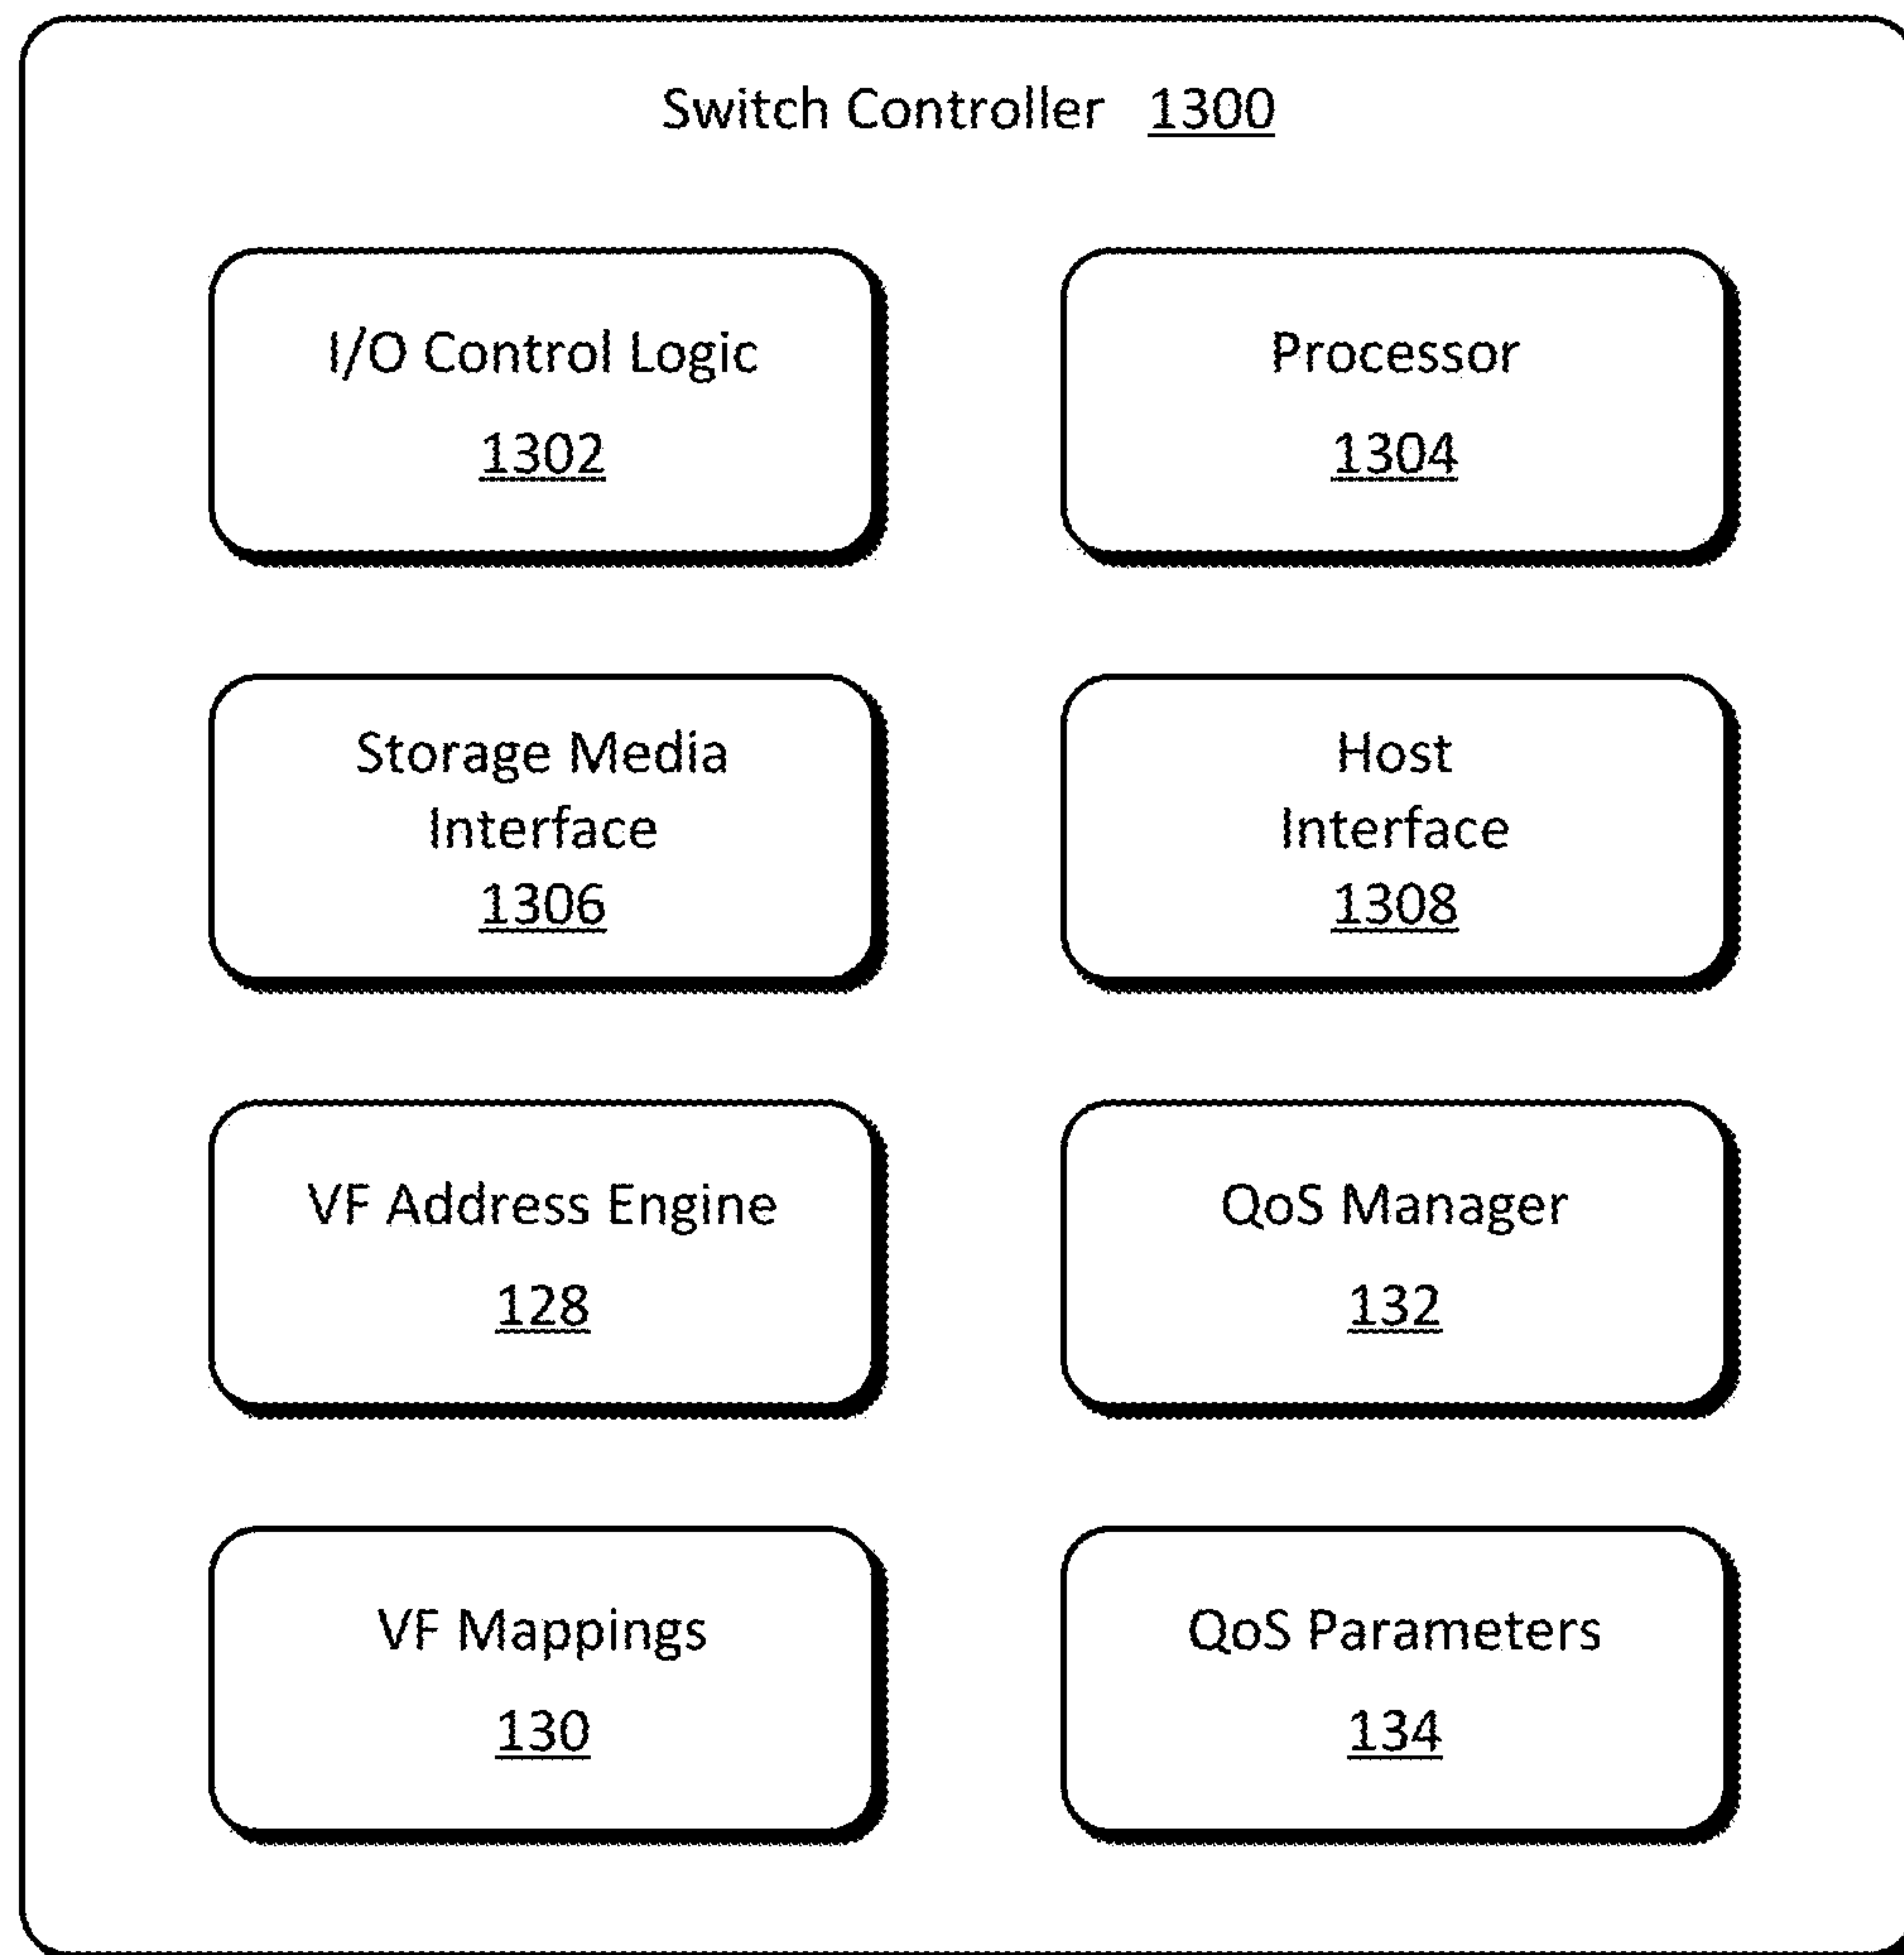 Switch Controller 1300
I/O Control Logic
1302
Processor
1304
Storage Media
Interface
1306
Host
Interface
1308
VF Address Engine
128
QoS Manager
132
VF Mappings
130
QoS Parameters
134